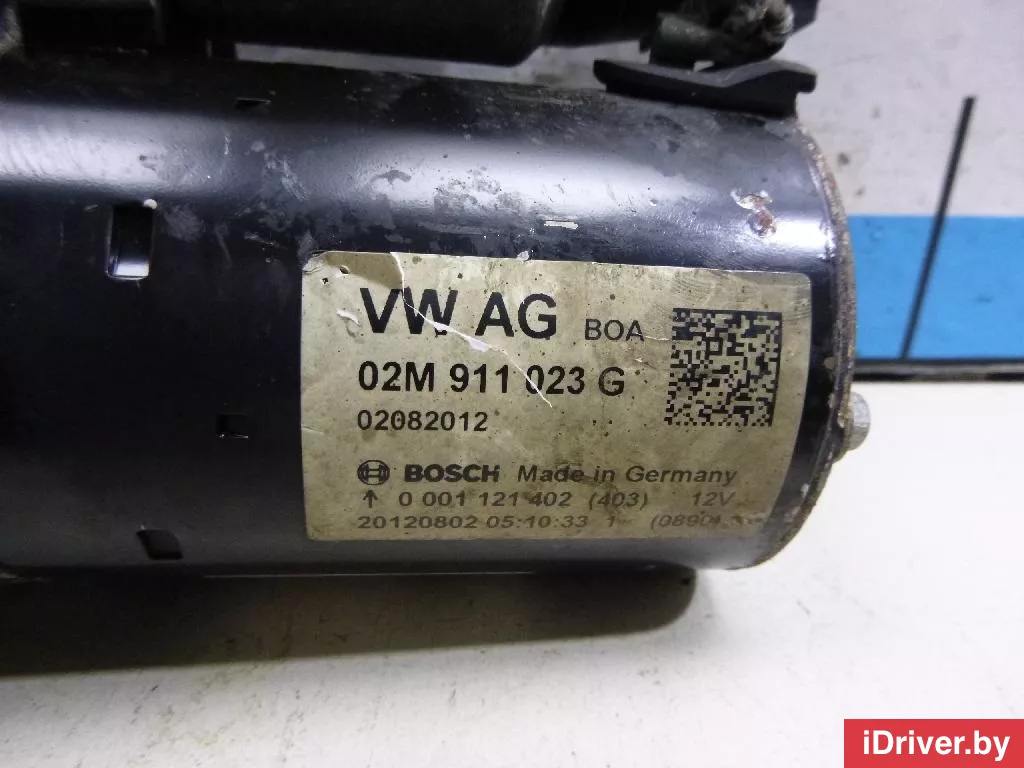 VW AG BOA
02M 911 023 G
02082012
BOSCH Made in Germany
↑ 0 001 121 402 (403) 12V
20120802 05:10:33 1
iDriver.by